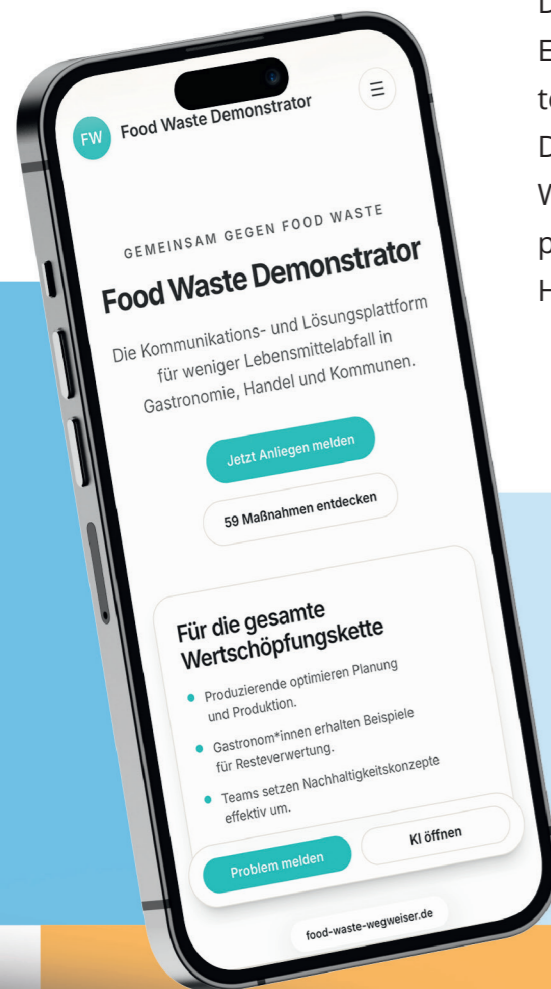 FW
Food Waste Demonstrator
GEMEINSAM GEGEN FOOD WASTE
Food Waste Demonstrator
Die Kommunikations- und Lösungsplattform
für weniger Lebensmittelabfall in
Gastronomie, Handel und Kommunen.
Jetzt Anliegen melden
59 Maßnahmen entdecken
Für die gesamte
Wertschöpfungskette
Produzierende optimieren Planung
und Produktion.
Gastronom*innen erhalten Beispiele
für Resteverwertung.
Teams setzen Nachhaltigkeitskonzepte
effektiv um.
Problem melden
KI öffnen
food-waste-wegweiser.de